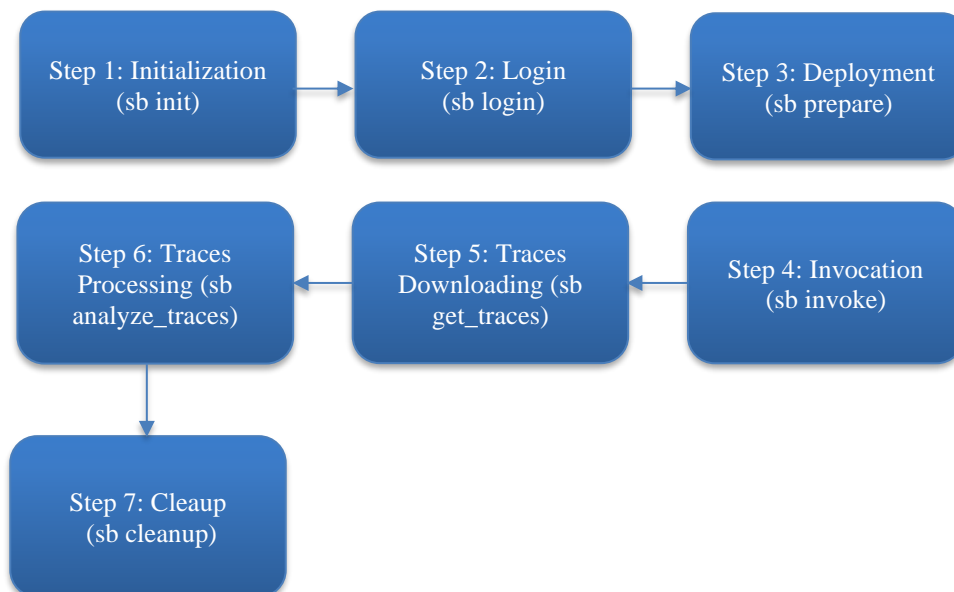 Step 1: Initialization
(sb init)
Step 2: Login
(sb login)
Step 3: Deployment
(sb prepare)
Step 4: Invocation
(sb invoke)
Step 5: Traces
Downloading (sb
get_traces)
Step 6: Traces
Processing (sb
analyze_traces)
Step 7: Cleaup
(sb cleanup)